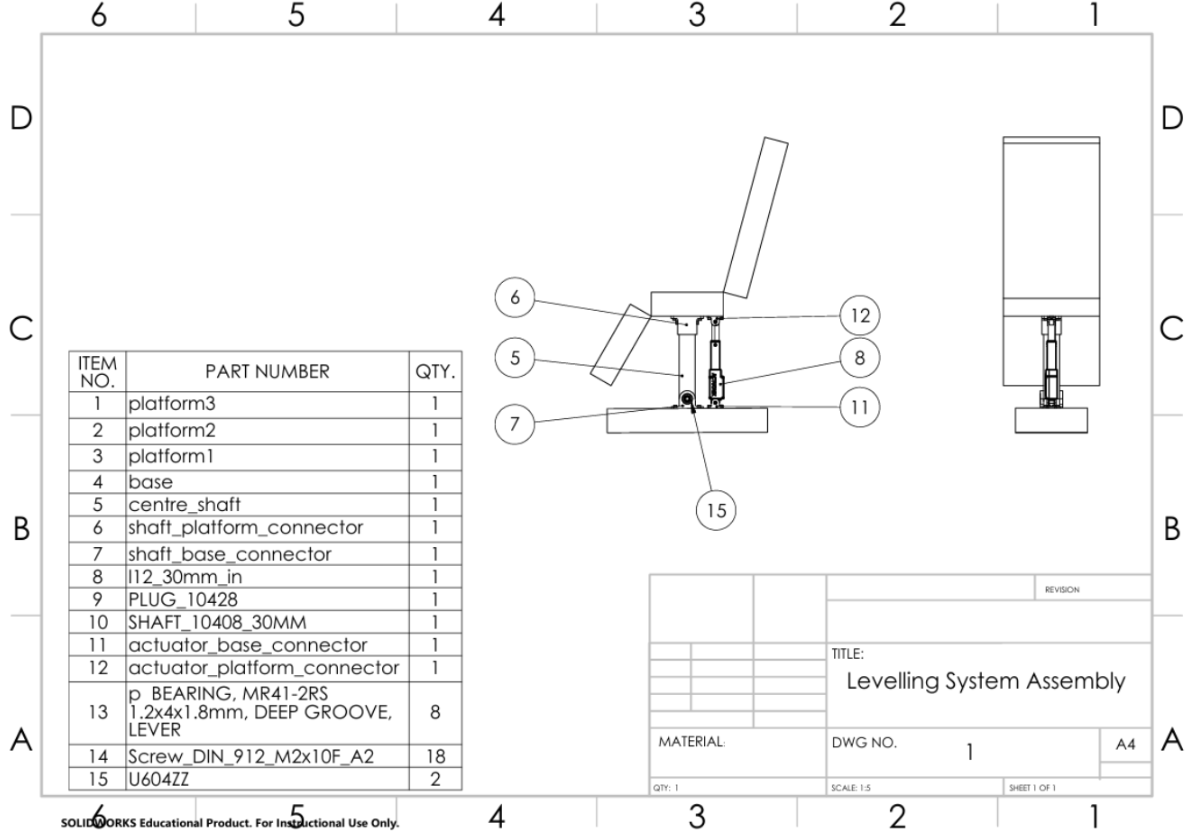 6 5 4 3 2 1
D D
C C
B B
A A
6
5
7
12
8
11
15
ITEM NO. PART NUMBER QTY.
1 platform3 1
2 platform2 1
3 platform1 1
4 base 1
5 centre_shaft 1
6 shaft_platform_connector 1
7 shaft_base_connector 1
8 l12_30mm_in 1
9 PLUG_10428 1
10 SHAFT_10408_30MM 1
11 actuator_base_connector 1
12 actuator_platform_connector 1
13 p BEARING, MR41-2RS
1.2x4x1.8mm, DEEP GROOVE,
LEVER 8
14 Screw_DIN_912_M2x10F_A2 18
15 U604ZZ 2
REVISION
TITLE:
Levelling System Assembly
MATERIAL:
DWG NO. 1 A4
QTY: 1 SCALE: 1:5 SHEET 1 OF 1
6 5 4 3 2 1
SOLIDWORKS Educational Product. For Instructional Use Only.